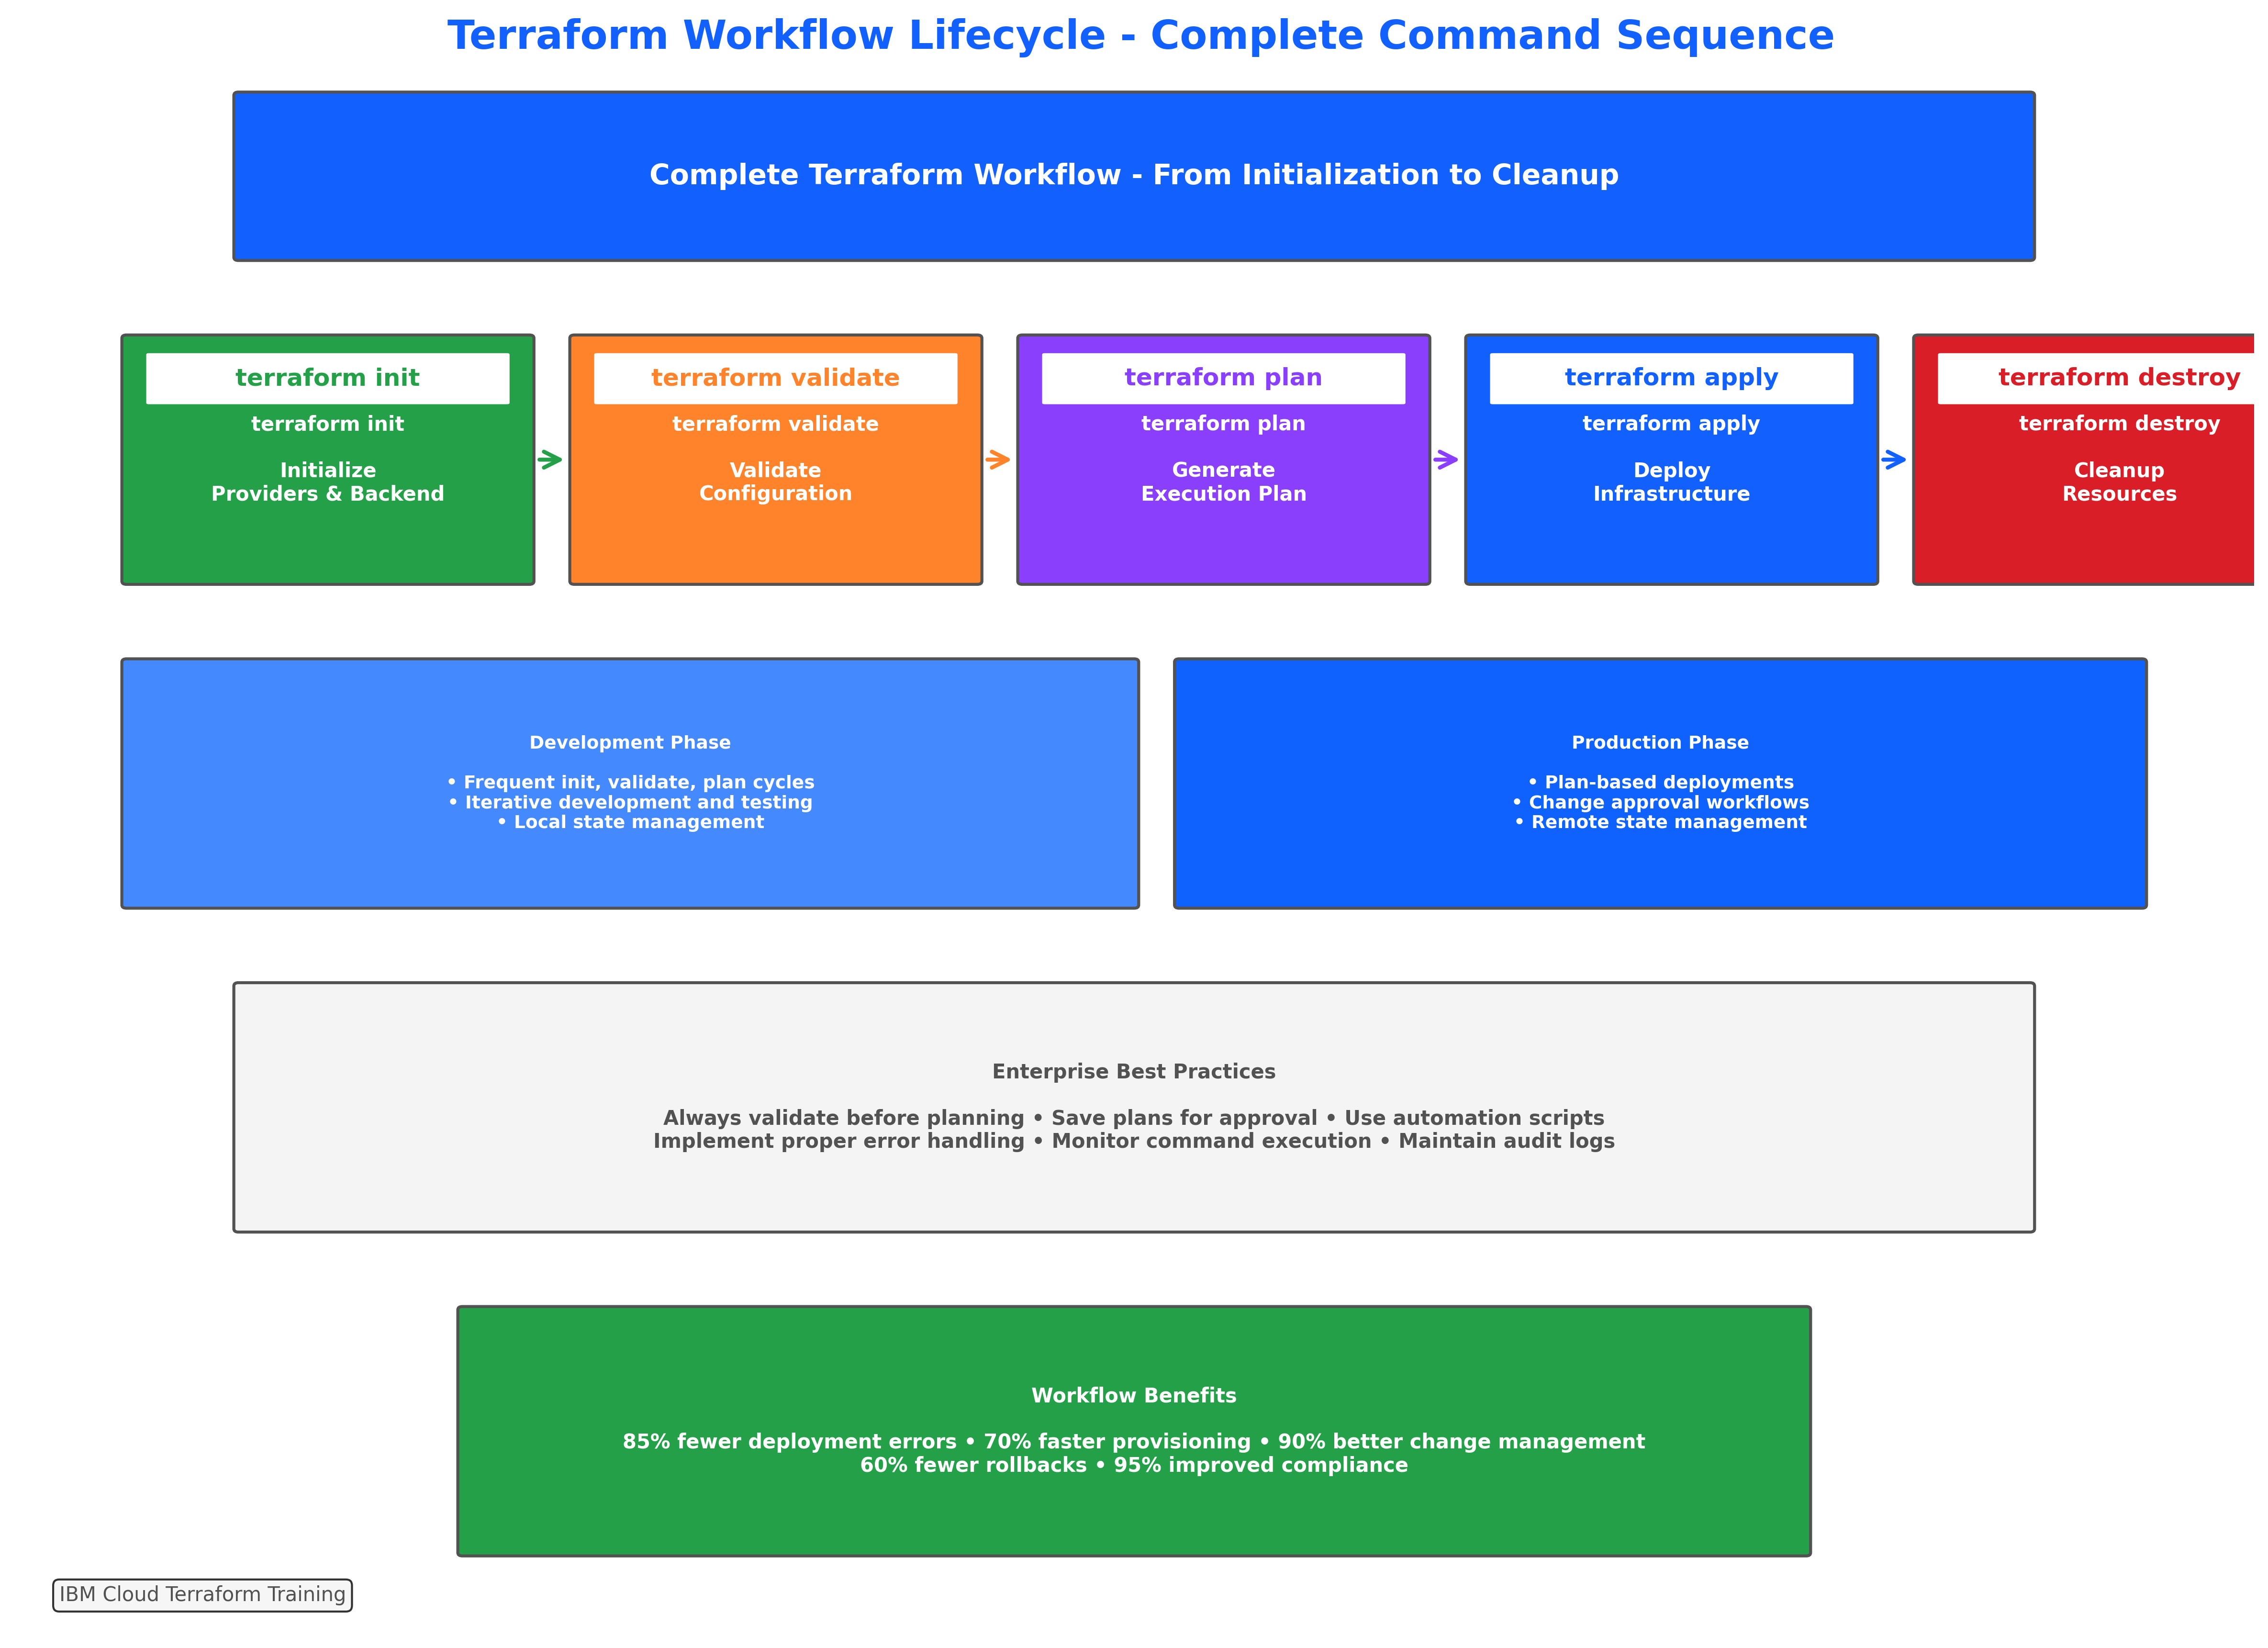 Terraform Workflow Lifecycle - Complete Command Sequence
Complete Terraform Workflow - From Initialization to Cleanup
terraform init
terraform init
Initialize
Providers & Backend
terraform validate
terraform validate
Validate
Configuration
terraform plan
terraform plan
Generate
Execution Plan
terraform apply
terraform apply
Deploy
Infrastructure
terraform destroy
terraform destroy
Cleanup
Resources
Development Phase
• Frequent init, validate, plan cycles
• Iterative development and testing
• Local state management
Production Phase
• Plan-based deployments
• Change approval workflows
• Remote state management
Enterprise Best Practices
Always validate before planning • Save plans for approval • Use automation scripts
Implement proper error handling • Monitor command execution • Maintain audit logs
Workflow Benefits
85% fewer deployment errors • 70% faster provisioning • 90% better change management
60% fewer rollbacks • 95% improved compliance
IBM Cloud Terraform Training